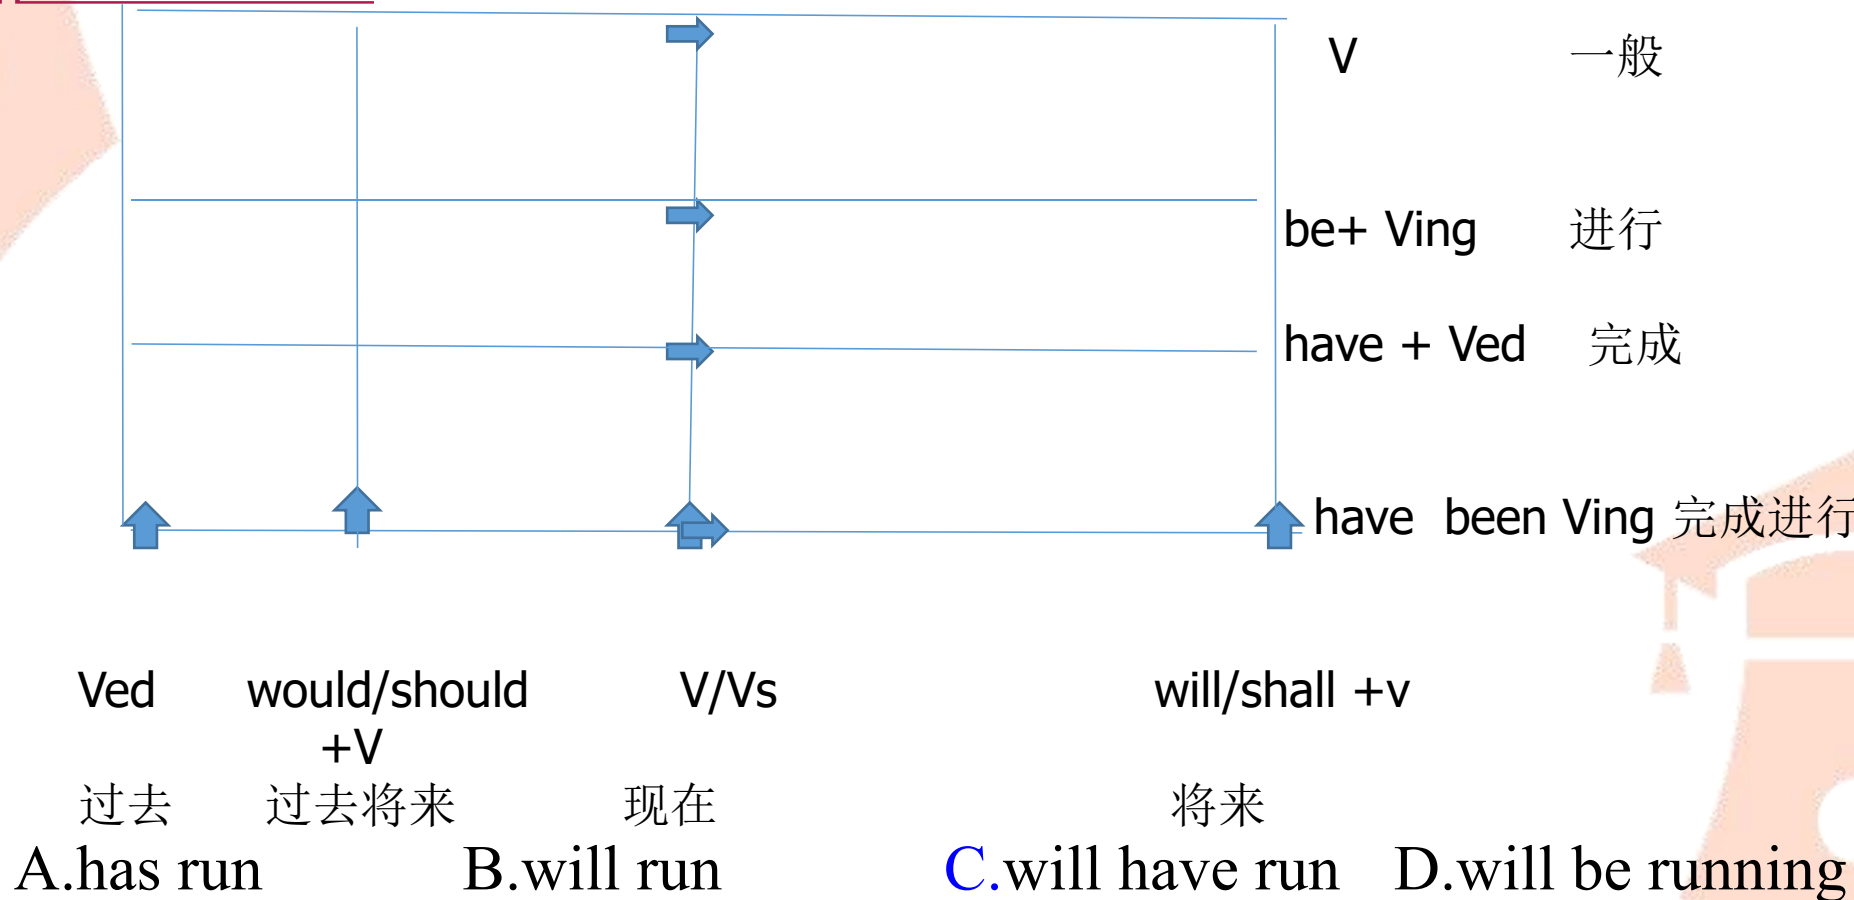 V 一般
be+ Ving 进行
have + Ved 完成
have been Ving 完成进行
Ved would/should +V V/Vs will/shall +v
过去 过去将来 现在 将来
A.has run B.will run C.will have run D.will be running